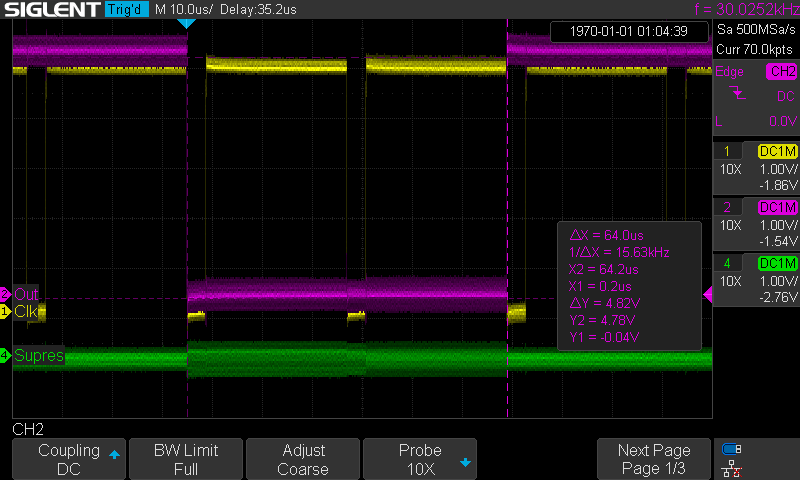 SIGLENT Trig'd M 10.0us/ Delay:35.2us f = 30.0252kHz
1970-01-01 01:04:39
Sa 500MSa/s
Curr 70.0kpts
Edge CH2
DC
L 0.0V
1 DC1M
10X 1.00V/
-1.86V
2 DC1M
10X 1.00V/
-1.54V
4 DC1M
10X 1.00V/
-2.76V
△X = 64.0us
1/△X = 15.63kHz
X2 = 64.2us
X1 = 0.2us
△Y = 4.82V
Y2 = 4.78V
Y1 = -0.04V
2 Out
1 Clk
4 Supres
CH2
Coupling
DC
BW Limit
Full
Adjust
Coarse
Probe
10X
Next Page
Page 1/3